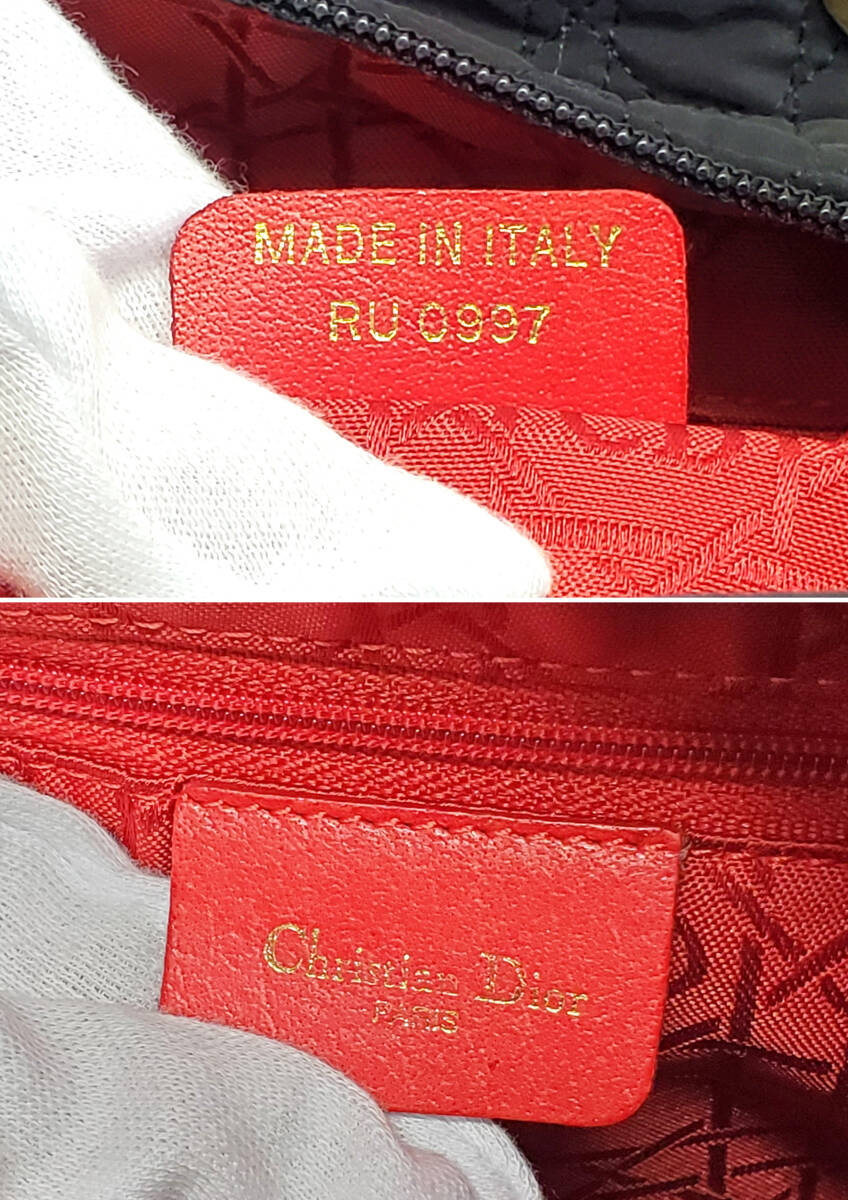 MADE IN ITALY
RU 0997
Christian Dior
PARIS